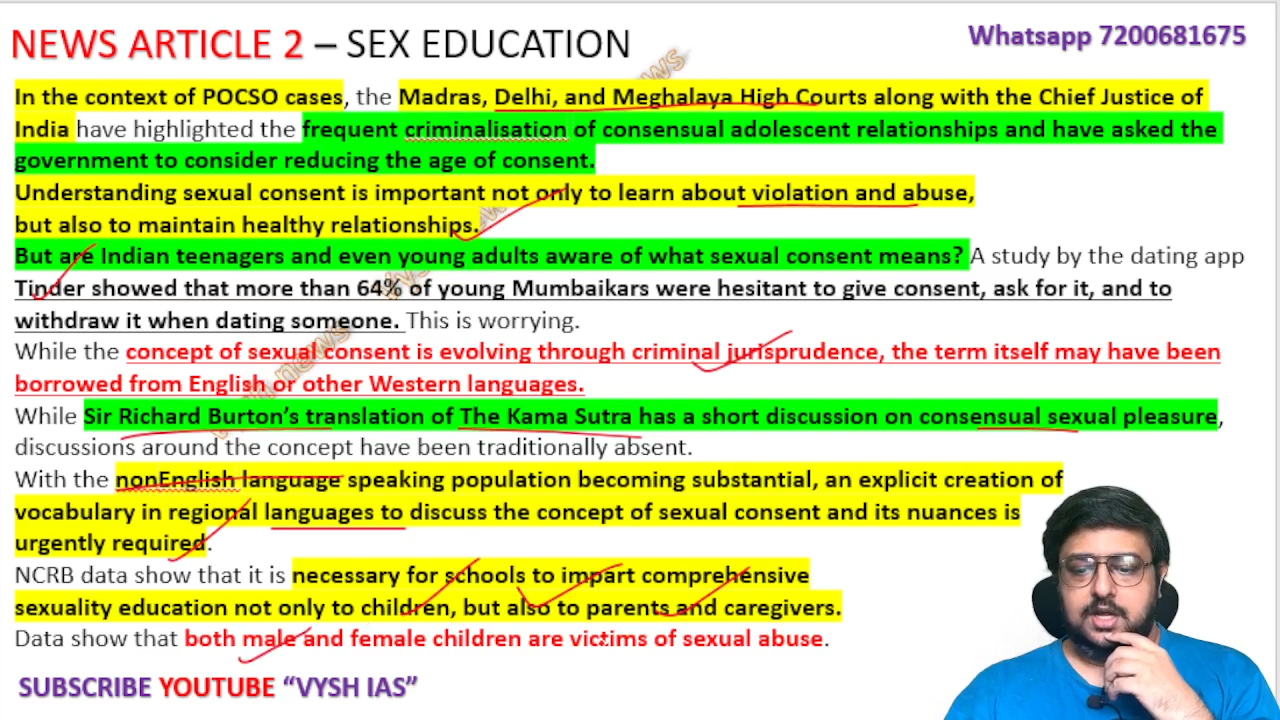 NEWS ARTICLE 2 – SEX EDUCATION
Whatsapp 7200681675
In the context of POCSO cases, the Madras, Delhi, and Meghalaya High Courts along with the Chief Justice of
India have highlighted the frequent criminalisation of consensual adolescent relationships and have asked the
government to consider reducing the age of consent.
Understanding sexual consent is important not only to learn about violation and abuse,
but also to maintain healthy relationships.
But are Indian teenagers and even young adults aware of what sexual consent means? A study by the dating app
Tinder showed that more than 64% of young Mumbaikars were hesitant to give consent, ask for it, and to
withdraw it when dating someone. This is worrying.
While the concept of sexual consent is evolving through criminal jurisprudence, the term itself may have been
borrowed from English or other Western languages.
While Sir Richard Burton's translation of The Kama Sutra has a short discussion on consensual sexual pleasure,
discussions around the concept have been traditionally absent.
With the nonEnglish language speaking population becoming substantial, an explicit creation of
vocabulary in regional languages to discuss the concept of sexual consent and its nuances is
urgently required.
NCRB data show that it is necessary for schools to impart comprehensive
sexuality education not only to children, but also to parents and caregivers.
Data show that both male and female children are victims of sexual abuse.
SUBSCRIBE YOUTUBE “VYSH IAS”